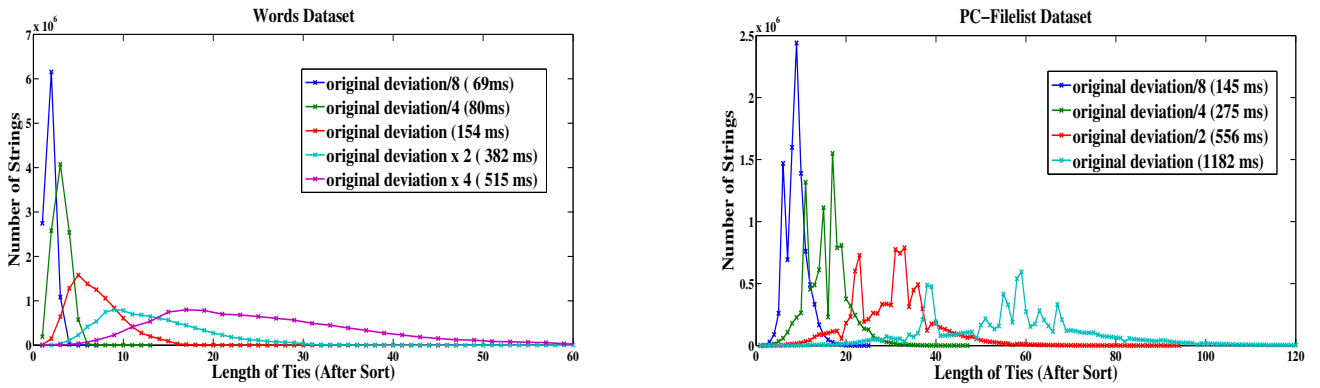 Words Dataset
x 10^6
7
6
5
4
3
2
1
0
0 10 20 30 40 50 60
Number of Strings
Length of Ties (After Sort)
original deviation/8 ( 69ms)
original deviation/4 (80ms)
original deviation (154 ms)
original deviation x 2 ( 382 ms)
original deviation x 4 ( 515 ms)
PC−Filelist Dataset
x 10^6
2.5
2
1.5
1
0.5
0
0 20 40 60 80 100 120
Number of Strings
Length of Ties (After Sort)
original deviation/8 (145 ms)
original deviation/4 (275 ms)
original deviation/2 (556 ms)
original deviation (1182 ms)